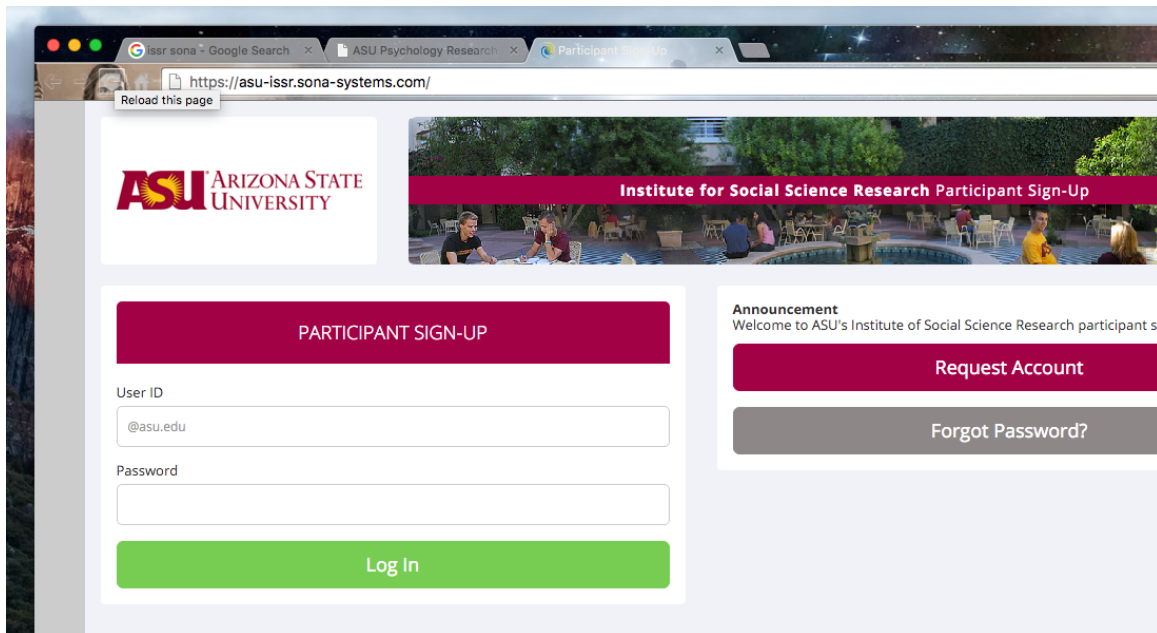 issr sona - Google Search
ASU Psychology Research
Participant Sign-Up
https://asu-issr.sona-systems.com/
Reload this page
ASU ARIZONA STATE
UNIVERSITY
Institute for Social Science Research Participant Sign-Up
PARTICIPANT SIGN-UP
User ID
@asu.edu
Password
Log In
Announcement
Welcome to ASU's Institute of Social Science Research participant s
Request Account
Forgot Password?